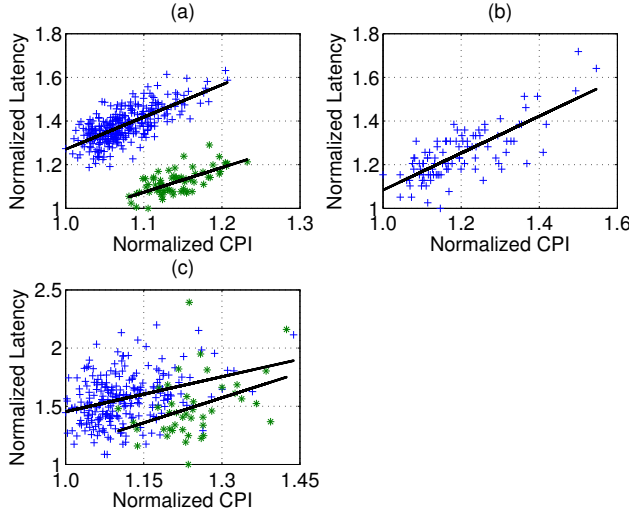 (a)
Normalized Latency
1.8
1.6
1.4
1.2
1
1.0 1.1 1.2 1.3
Normalized CPI
(b)
Normalized Latency
1.8
1.6
1.4
1.2
1
1.0 1.2 1.4 1.6
Normalized CPI
(c)
Normalized Latency
2.5
2
1.5
1
1.0 1.15 1.3 1.45
Normalized CPI